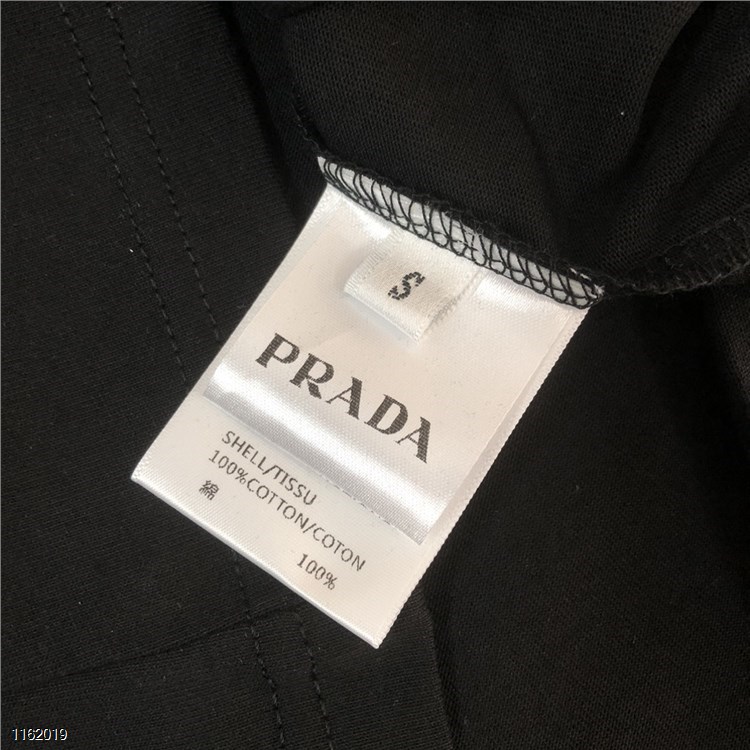 S
PRADA
SHELL/TISSU
100%COTTON/COTON
綿 100%
1162019